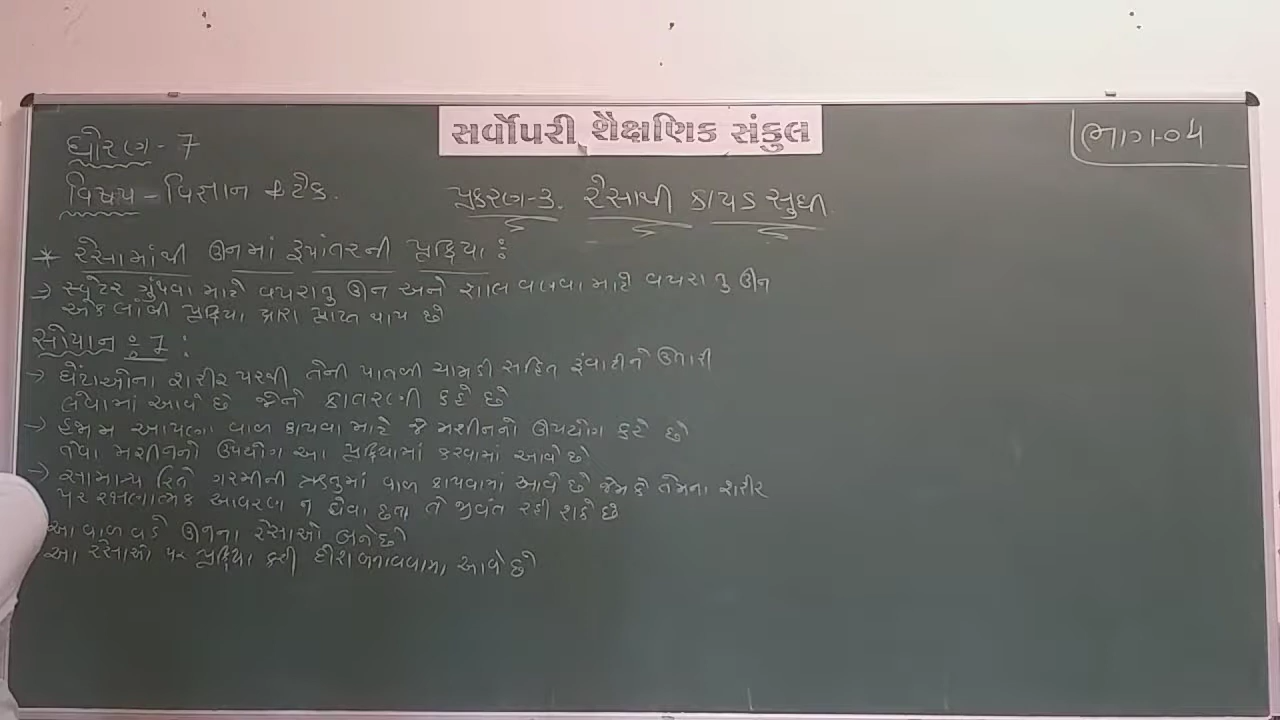 સર્વોપરી શૈક્ષણિક સંકુલ
ભાગ-04
ધોરણ - 7
વિષય - વિજ્ઞાન & ટેક.
પ્રકરણ-૩. રેસાથી કાપડ સુધી
* રેસામાંથી ઊનમાં રૂપાંતરની પ્રક્રિયા :
→ સ્વેટર ગુંથવા માટે વપરાતુ ઊન અને શાલ વણવા માટે વપરાતુ ઊન
એક લાંબી પ્રક્રિયા દ્વારા પ્રાપ્ત થાય છે
સોપાન : 1 :
→ ઘેંટાઓના શરીર પરથી તેની પાતળી ચામડી સહિત રૂંવાટીને ઉતારી
લેવામાં આવે છે જેને કાતરણી કહે છે
→ હજામ આપણા વાળ કાપવા માટે જે મશીનનો ઉપયોગ કરે છે
તેવા મશીનનો ઉપયોગ આ પ્રક્રિયામાં કરવામાં આવે છે
→ સામાન્ય રિતે ગરમીની ઋતુમાં વાળ કાપવામાં આવે છે જેમકે તેમના શરીર
પર રક્ષણાત્મક આવરણ ન હોવા છતા તે જીવંત રહી શકે છે
આ વાળ વડે ઊનના રેસાઓ બને છે
આ રેસાઓ પર પ્રક્રિયા કરી દોરા બનાવવામાં આવે છે